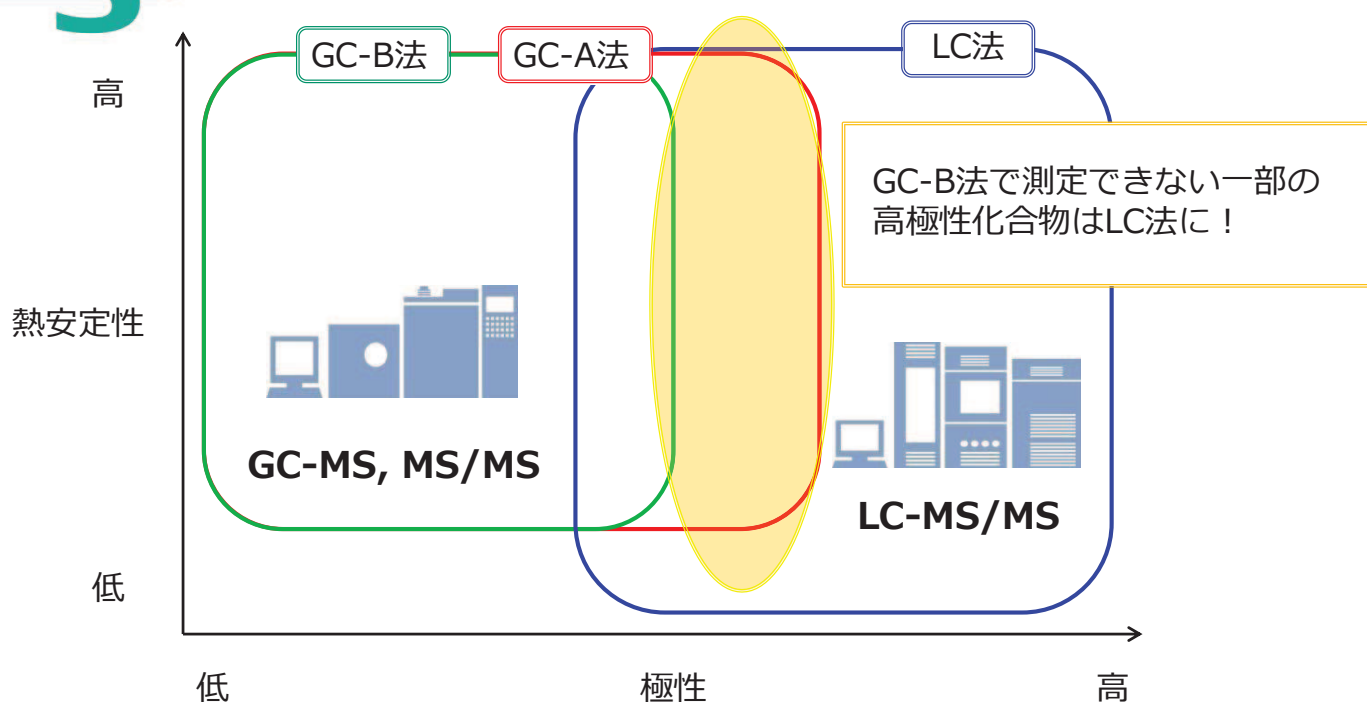 GC-B法
GC-A法
LC法
高
GC-B法で測定できない一部の
高極性化合物はLC法に！
熱安定性
GC-MS, MS/MS
LC-MS/MS
低
低
極性
高